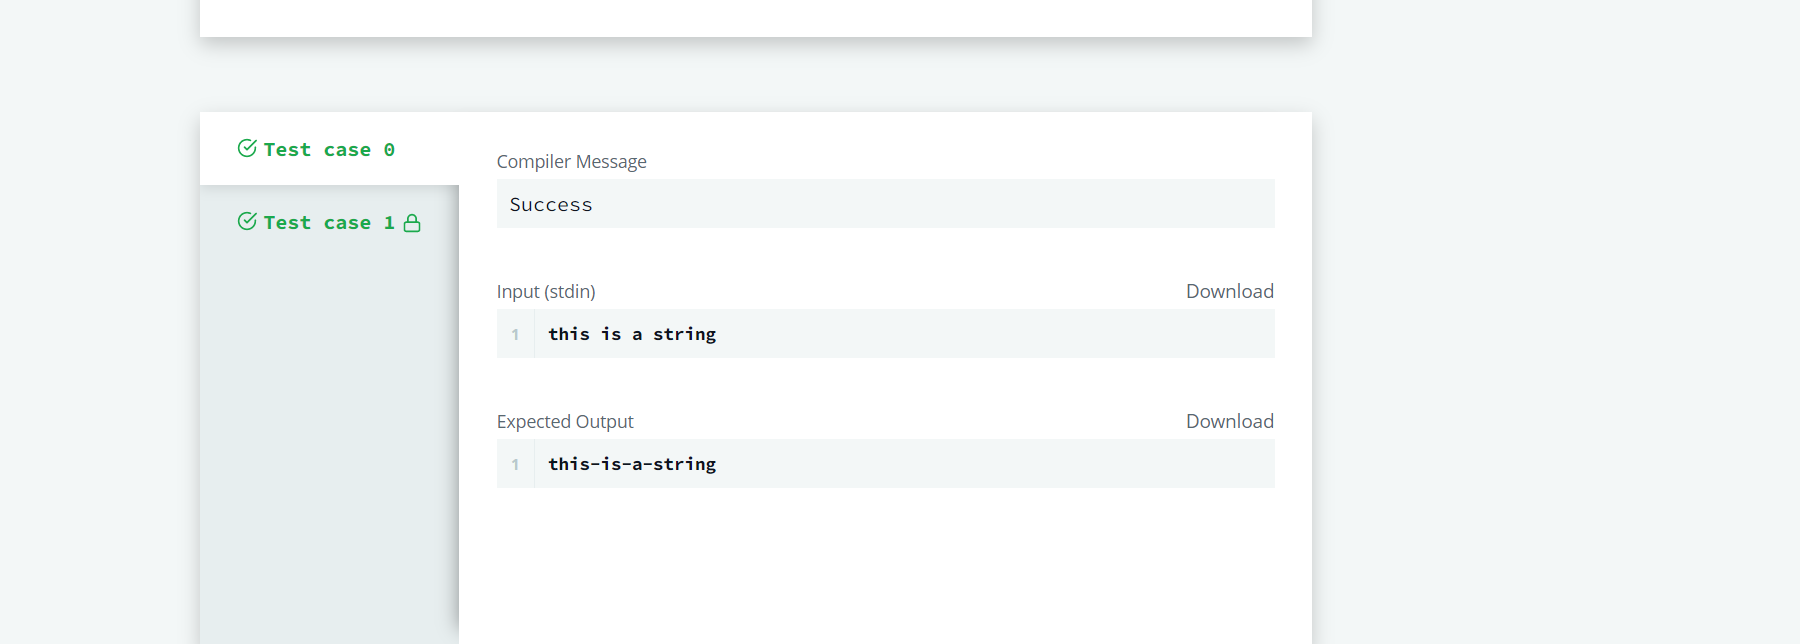 Test case 0
Test case 1
Compiler Message
Success
Input (stdin)
Download
1
this is a string
Expected Output
Download
1
this-is-a-string